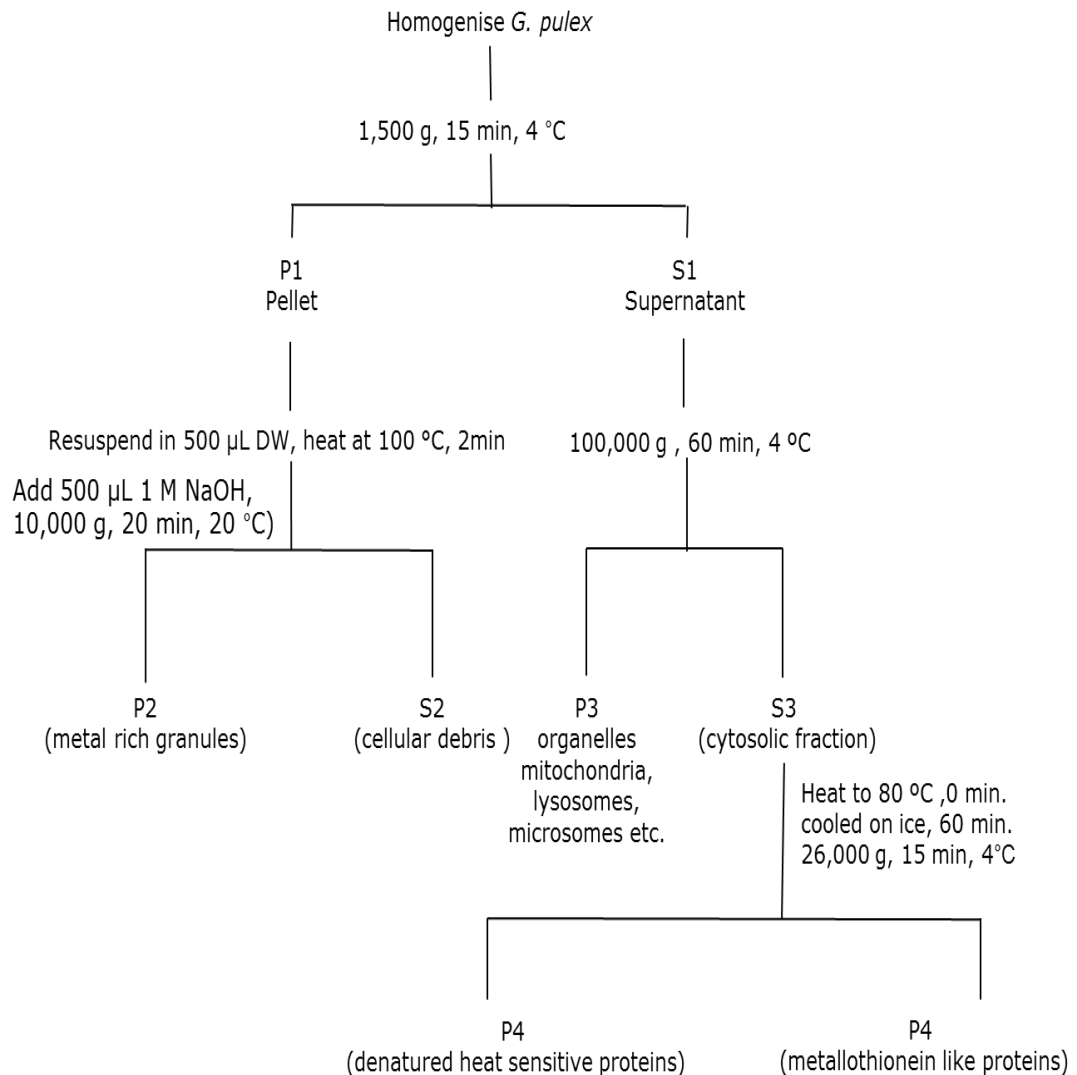 Homogenise G. pulex
1,500 g, 15 min, 4 °C
P1
Pellet
S1
Supernatant
Resuspend in 500 µL DW, heat at 100 ºC, 2min
100,000 g , 60 min, 4 ºC
Add 500 µL 1 M NaOH,
10,000 g, 20 min, 20 °C)
P2
(metal rich granules)
S2
(cellular debris )
P3
organelles
mitochondria,
lysosomes,
microsomes etc.
S3
(cytosolic fraction)
Heat to 80 ºC ,0 min.
cooled on ice, 60 min.
26,000 g, 15 min, 4°C
P4
(denatured heat sensitive proteins)
P4
(metallothionein like proteins)